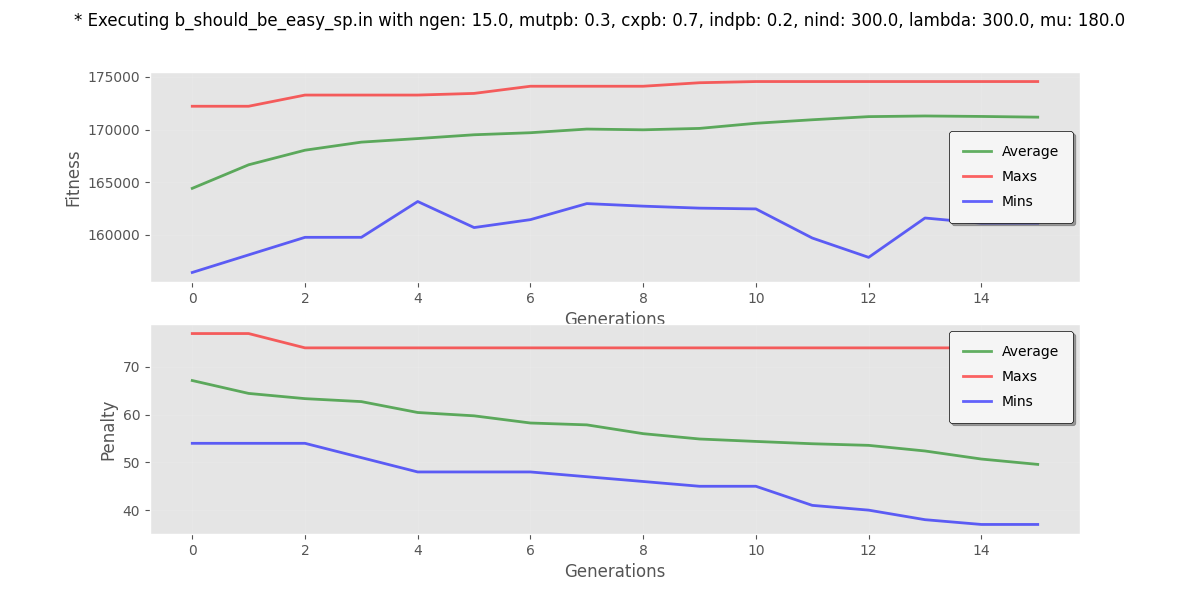 * Executing b_should_be_easy_sp.in with ngen: 15.0, mutpb: 0.3, cxpb: 0.7, indpb: 0.2, nind: 300.0, lambda: 300.0, mu: 180.0
175000
170000
165000
160000
Fitness
Average
Maxs
Mins
0 2 4 6 8 10 12 14
Generations
70
60
50
40
Penalty
Average
Maxs
Mins
0 2 4 6 8 10 12 14
Generations